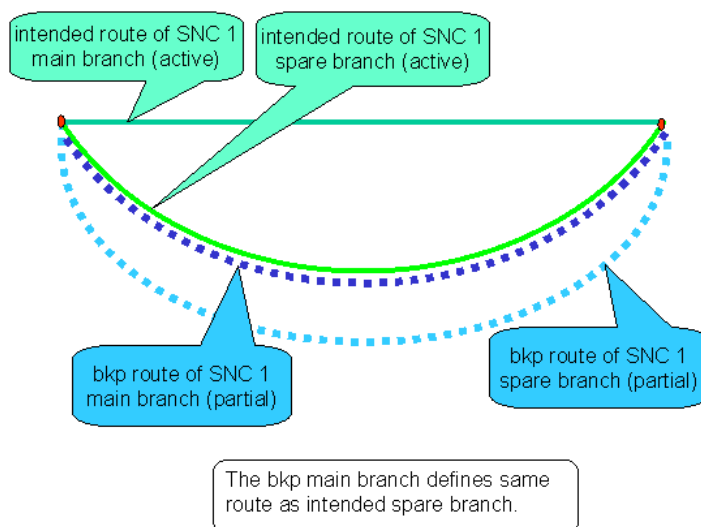 intended route of SNC 1
main branch (active)
intended route of SNC 1
spare branch (active)
bkp route of SNC 1
main branch (partial)
bkp route of SNC 1
spare branch (partial)
The bkp main branch defines same
route as intended spare branch.